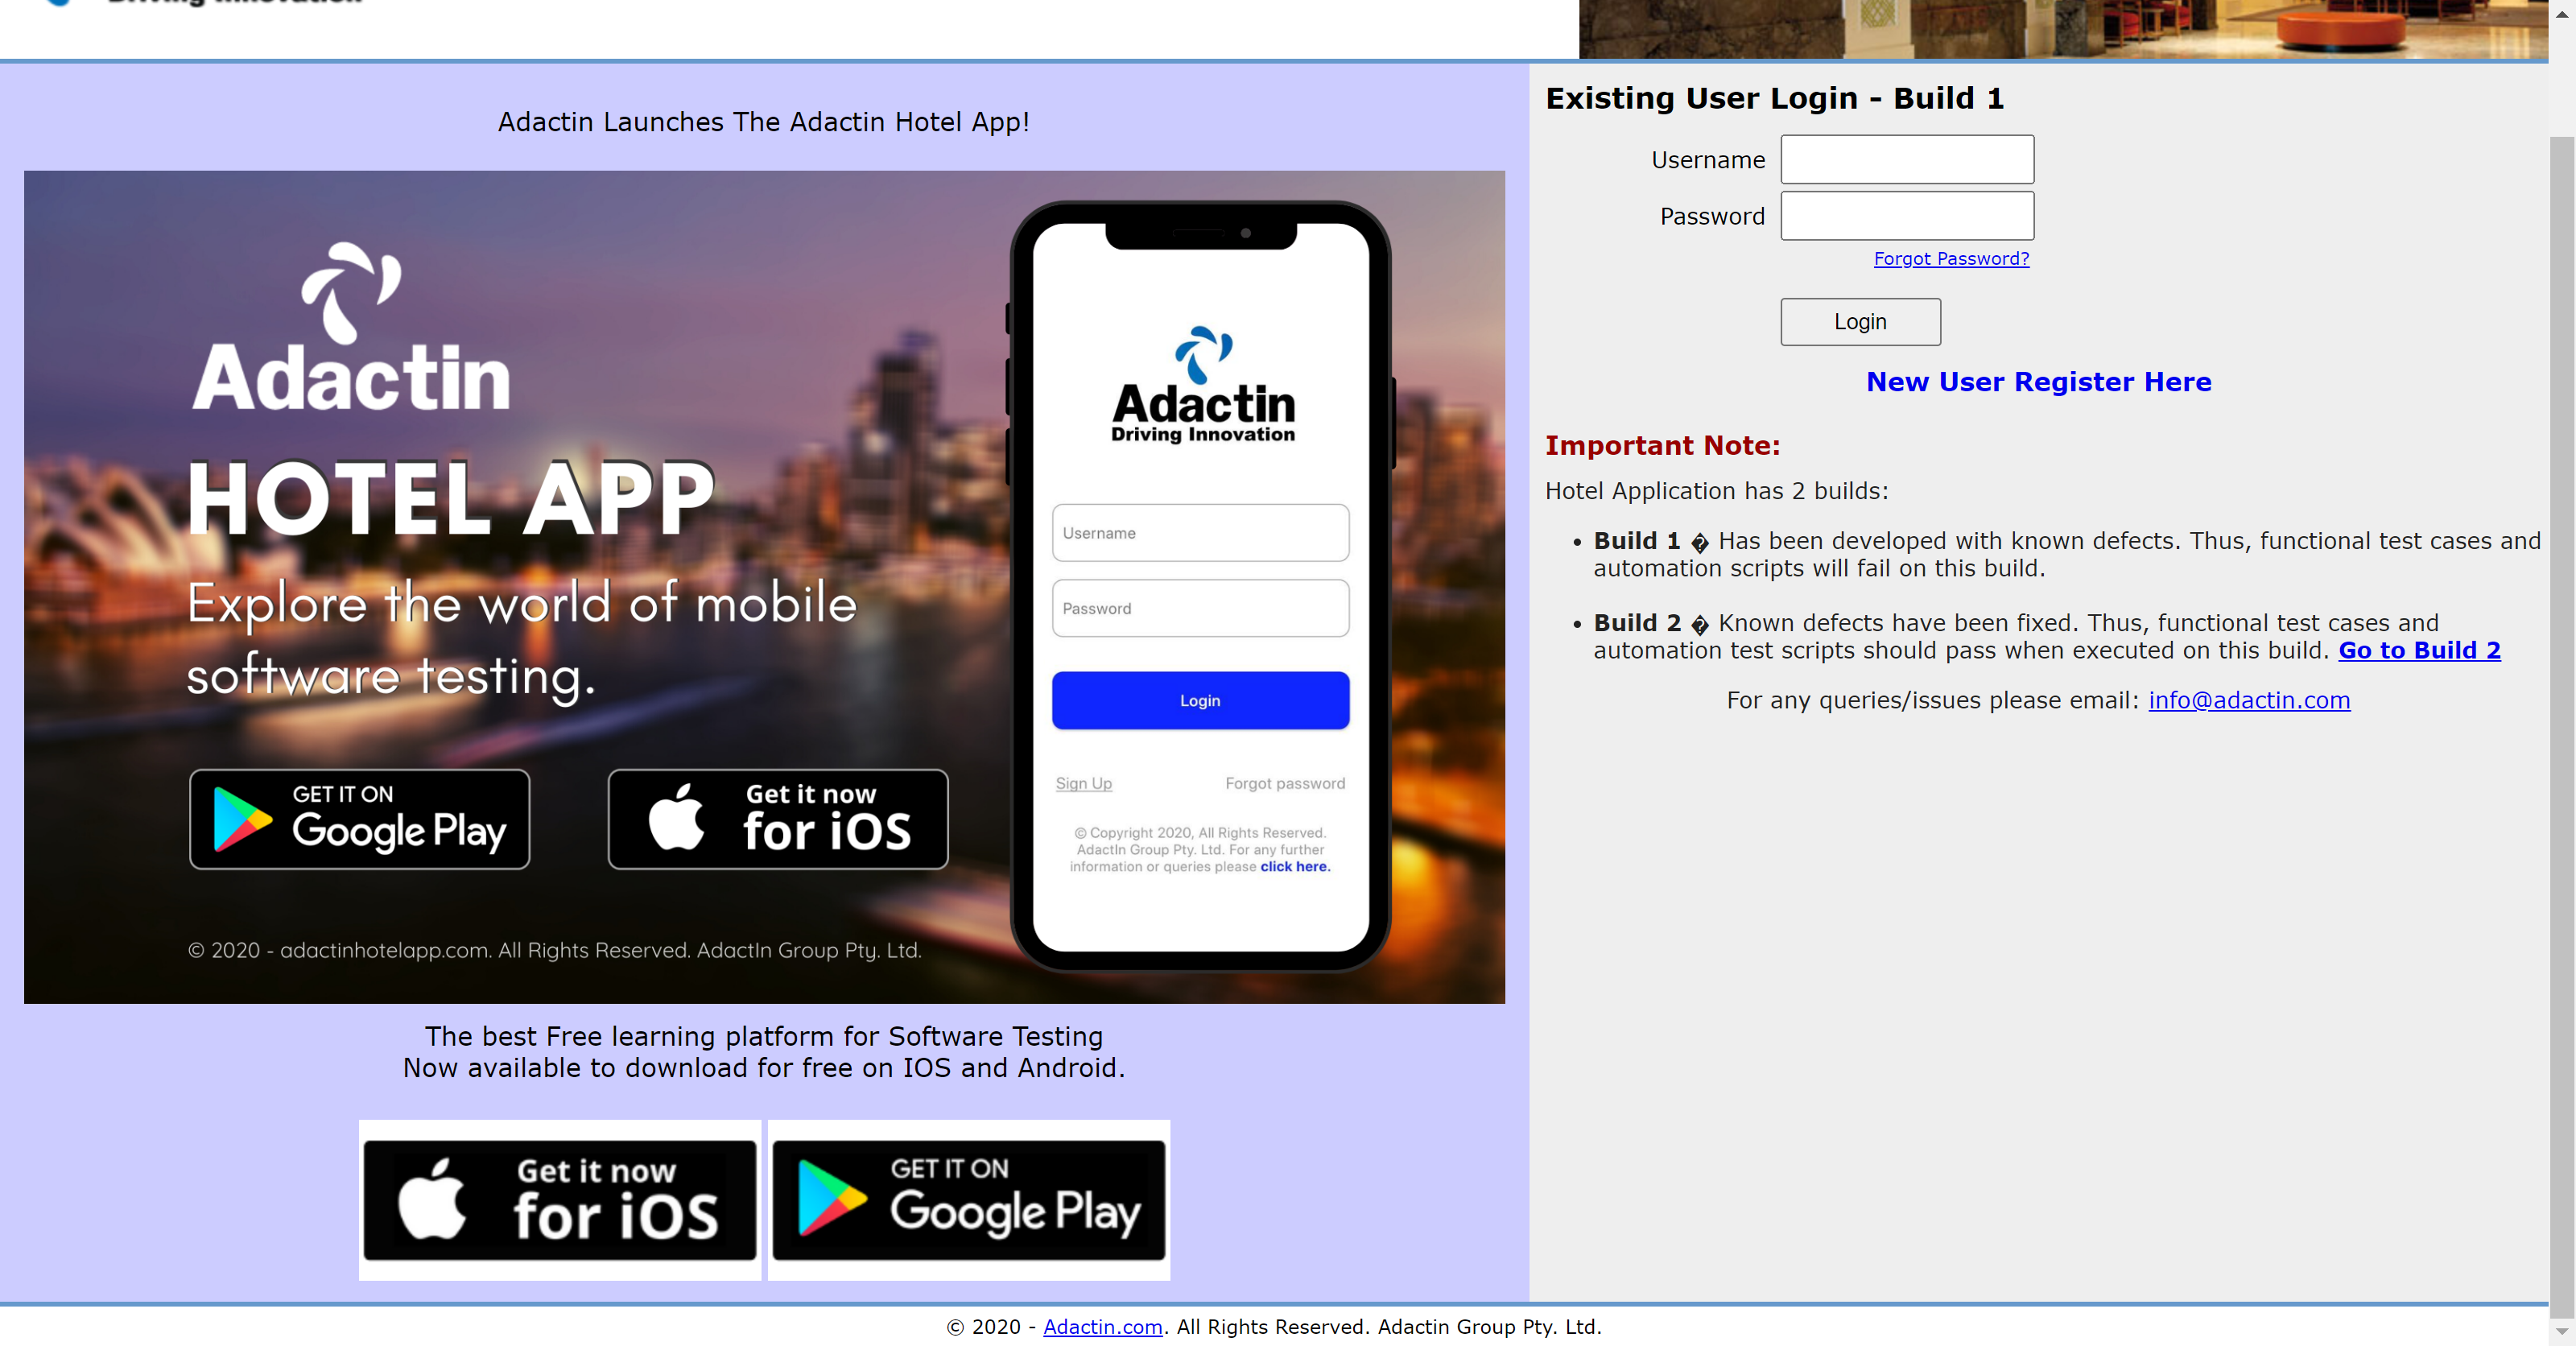 Driving Innovation
Adactin Launches The Adactin Hotel App!
Adactin
HOTEL APP
Explore the world of mobile
software testing.
GET IT ON
Google Play
Get it now
for iOS
© 2020 - adactinhotelapp.com. All Rights Reserved. AdactIn Group Pty. Ltd.
Adactin
Driving Innovation
Username
Password
Login
Sign Up
Forgot password
© Copyright 2020, All Rights Reserved.
AdactIn Group Pty. Ltd. For any further
information or queries please click here.
The best Free learning platform for Software Testing
Now available to download for free on IOS and Android.
Get it now
for iOS
GET IT ON
Google Play
Existing User Login - Build 1
Username
Password
Forgot Password?
Login
New User Register Here
Important Note:
Hotel Application has 2 builds:
• Build 1 � Has been developed with known defects. Thus, functional test cases and
automation scripts will fail on this build.
• Build 2 � Known defects have been fixed. Thus, functional test cases and
automation test scripts should pass when executed on this build. Go to Build 2
For any queries/issues please email: info@adactin.com
© 2020 - Adactin.com. All Rights Reserved. Adactin Group Pty. Ltd.